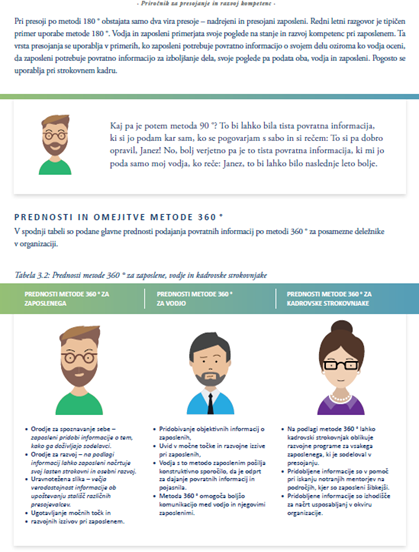 - Priročnik za presojanje in razvoj kompetenc -
Pri presoji po metodi 180 ° obstajata samo dva vira presoje – nadrejeni in presojani zaposleni. Redni letni razgovor je tipičen
primer uporabe metode 180 °. Vodja in zaposleni primerjata svoje poglede na stanje in razvoj kompetenc pri zaposlenem. Ta
vrsta presojanja se uporablja v primerih, ko zaposleni potrebuje povratno informacijo o svojem delu oziroma ko vodja oceni,
da zaposleni potrebuje povratno informacijo za izboljšanje dela, svoje poglede pa podata oba, vodja in zaposleni. Pogosto se
uporablja pri strokovnem kadru.
Kaj pa je potem metoda 90 °? To bi lahko bila tista povratna informacija,
ki si jo podam kar sam, ko se pogovarjam s sabo in si rečem: To si pa dobro
opravil, Janez! No, bolj verjetno pa je to tista povratna informacija, ki mi jo
poda samo moj vodja, ko reče: Janez, to bi lahko bilo naslednje leto bolje.
PREDNOSTI IN OMEJITVE METODE 360 °
V spodnji tabeli so podane glavne prednosti podajanja povratnih informacij po metodi 360 ° za posamezne deležnike
v organizaciji.
Tabela 3.2: Prednosti metode 360 ° za zaposlene, vodje in kadrovske strokovnjake
PREDNOSTI METODE 360 ° ZA
ZAPOSLENEGA
PREDNOSTI METODE 360 °
ZA VODJO
PREDNOSTI METODE 360 ° ZA
KADROVSKE STROKOVNJAKE
• Orodje za spoznavanje sebe –
zaposleni pridobi informacije o tem,
kako ga doživljajo sodelavci.
• Orodje za razvoj – na podlagi
informacij lahko zaposleni načrtuje
svoj lasten strokovni in osebni razvoj.
• Uravnotežena slika – večja
verodostojnost informacije ob
upoštevanju stališč različnih
presojevalcev.
• Ugotavljanje močnih točk in
• razvojnih izzivov pri zaposlenem.
• Pridobivanje objektivnih informacij o
zaposlenih.
• Uvid v močne točke in razvojne izzive
pri zaposlenih.
• Vodja s to metodo zaposlenim pošilja
konstruktivno sporočilo, da je odprt
za dajanje povratnih informacij in
pojasnila.
• Metoda 360 ° omogoča boljšo
komunikacijo med vodjo in njegovimi
zaposlenimi.
• Na podlagi metode 360 ° lahko
kadrovski strokovnjak oblikuje
razvojne programe za vsakega
zaposlenega, ki je sodeloval v
presojanju.
• Pridobljene informacije so v pomoč
pri iskanju notranjih mentorjev na
področjih, kjer so zaposleni šibkejši.
• Pridobljene informacije so izhodišče
za načrt usposabljanj v okviru
organizacije.